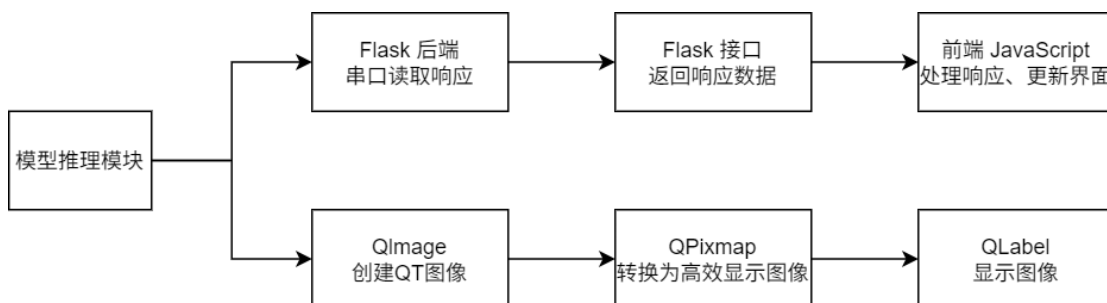 模型推理模块
Flask 后端
串口读取响应
Flask 接口
返回响应数据
前端 JavaScript
处理响应、更新界面
QImage
创建QT图像
QPixmap
转换为高效显示图像
QLabel
显示图像